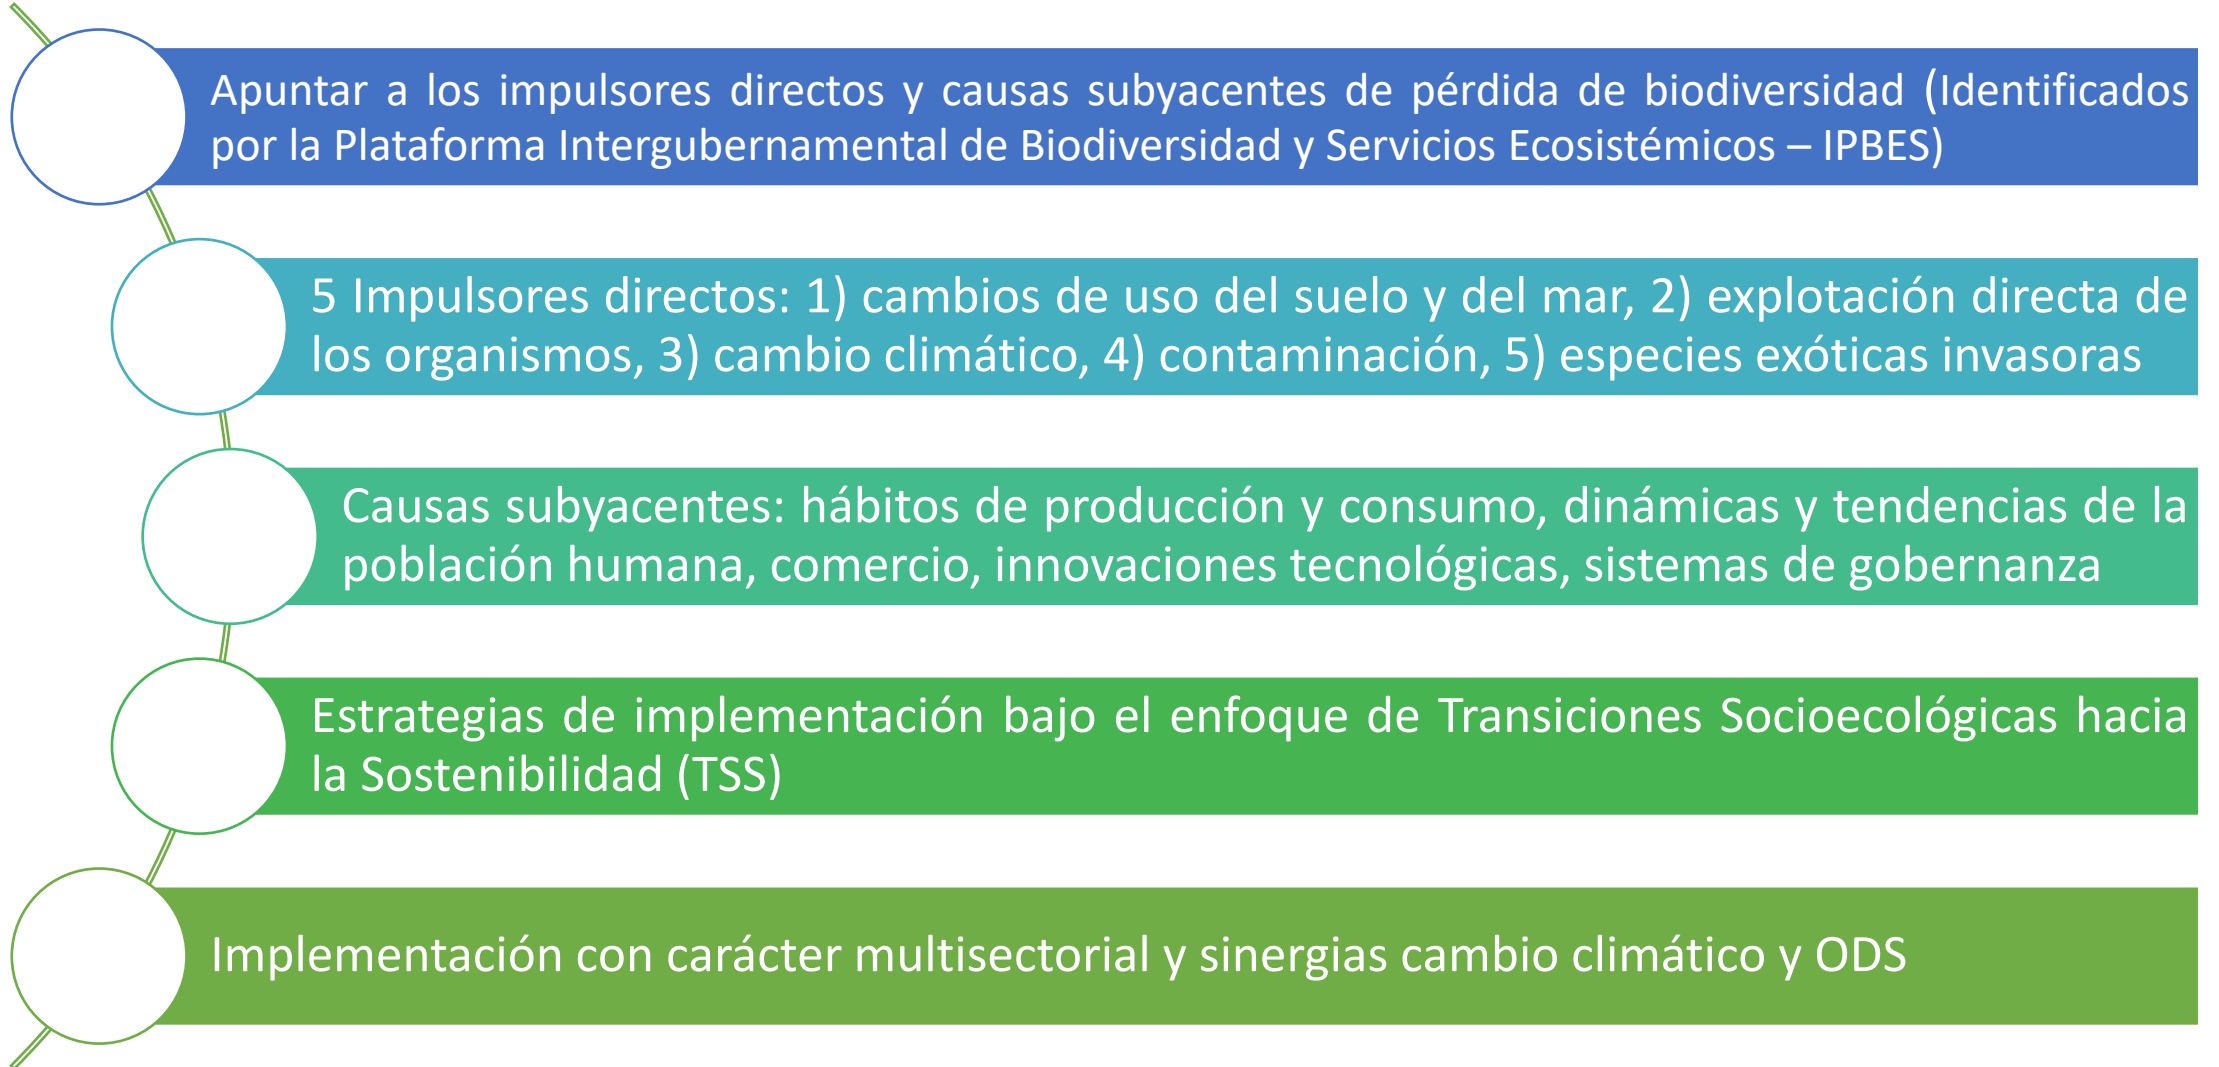 Apuntar a los impulsores directos y causas subyacentes de pérdida de biodiversidad (Identificados
por la Plataforma Intergubernamental de Biodiversidad y Servicios Ecosistémicos – IPBES)
5 Impulsores directos: 1) cambios de uso del suelo y del mar, 2) explotación directa de
los organismos, 3) cambio climático, 4) contaminación, 5) especies exóticas invasoras
Causas subyacentes: hábitos de producción y consumo, dinámicas y tendencias de la
población humana, comercio, innovaciones tecnológicas, sistemas de gobernanza
Estrategias de implementación bajo el enfoque de Transiciones Socioecológicas hacia
la Sostenibilidad (TSS)
Implementación con carácter multisectorial y sinergias cambio climático y ODS